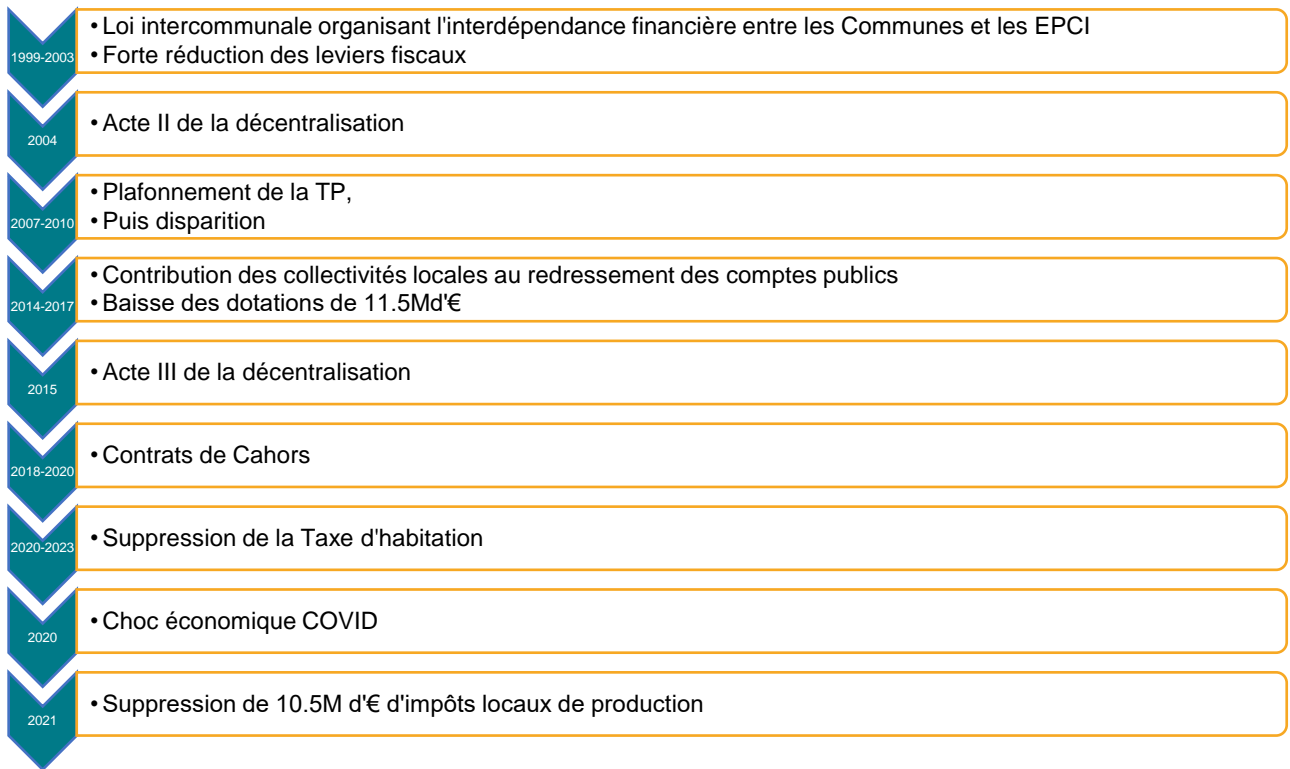 1999-2003
• Loi intercommunale organisant l'interdépendance financière entre les Communes et les EPCI
• Forte réduction des leviers fiscaux
2004
• Acte II de la décentralisation
2007-2010
• Plafonnement de la TP,
• Puis disparition
2014-2017
• Contribution des collectivités locales au redressement des comptes publics
• Baisse des dotations de 11.5Md'€
2015
• Acte III de la décentralisation
2018-2020
• Contrats de Cahors
2020-2023
• Suppression de la Taxe d'habitation
2020
• Choc économique COVID
2021
• Suppression de 10.5M d'€ d'impôts locaux de production